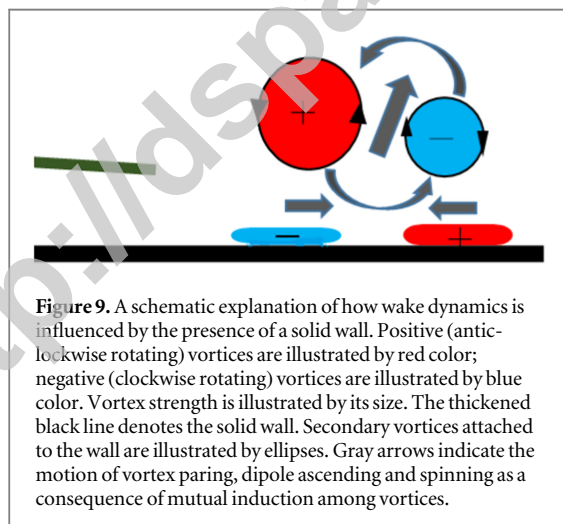 +
−
−
+
Figure 9. A schematic explanation of how wake dynamics is
influenced by the presence of a solid wall. Positive (antic-
lockwise rotating) vortices are illustrated by red color;
negative (clockwise rotating) vortices are illustrated by blue
color. Vortex strength is illustrated by its size. The thickened
black line denotes the solid wall. Secondary vortices attached
to the wall are illustrated by ellipses. Gray arrows indicate the
motion of vortex paring, dipole ascending and spinning as a
consequence of mutual induction among vortices.
tp://dspa